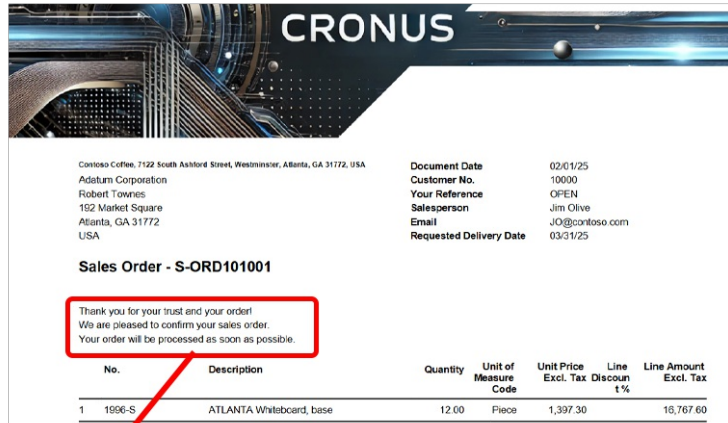 CRONUS
Contoso Coffee, 7122 South Ashford Street, Westminster, Atlanta, GA 31772, USA
Adatum Corporation
Robert Townes
192 Market Square
Atlanta, GA 31772
USA
Document Date 02/01/25
Customer No. 10000
Your Reference OPEN
Salesperson Jim Olive
Email JO@contoso.com
Requested Delivery Date 03/31/25
Sales Order - S-ORD101001
Thank you for your trust and your order!
We are pleased to confirm your sales order.
Your order will be processed as soon as possible.
No. Description Quantity Unit of Measure Code Unit Price Excl. Tax Line Discoun t % Line Amount Excl. Tax
1 1996-S ATLANTA Whiteboard, base 12.00 Piece 1,397.30 16,767.60